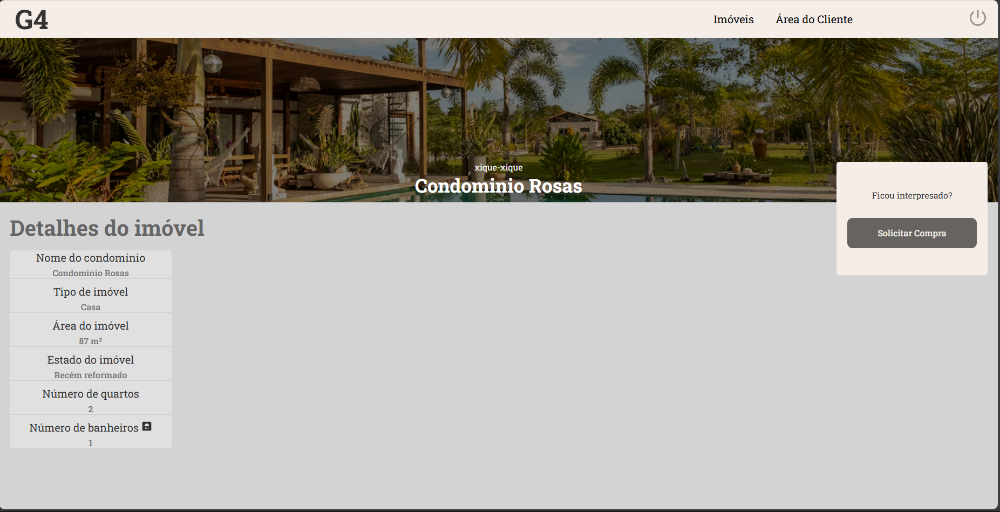 G4
Imóveis
Área do Cliente
Unsplash+
xique-xique
Condominio Rosas
Ficou interpresado?
Solicitar Compra
Detalhes do imóvel
Nome do condomínio
Condominio Rosas
Tipo de imóvel
Casa
Área do imóvel
87 m²
Estado do imóvel
Recém reformado
Número de quartos
2
Número de banheiros
1